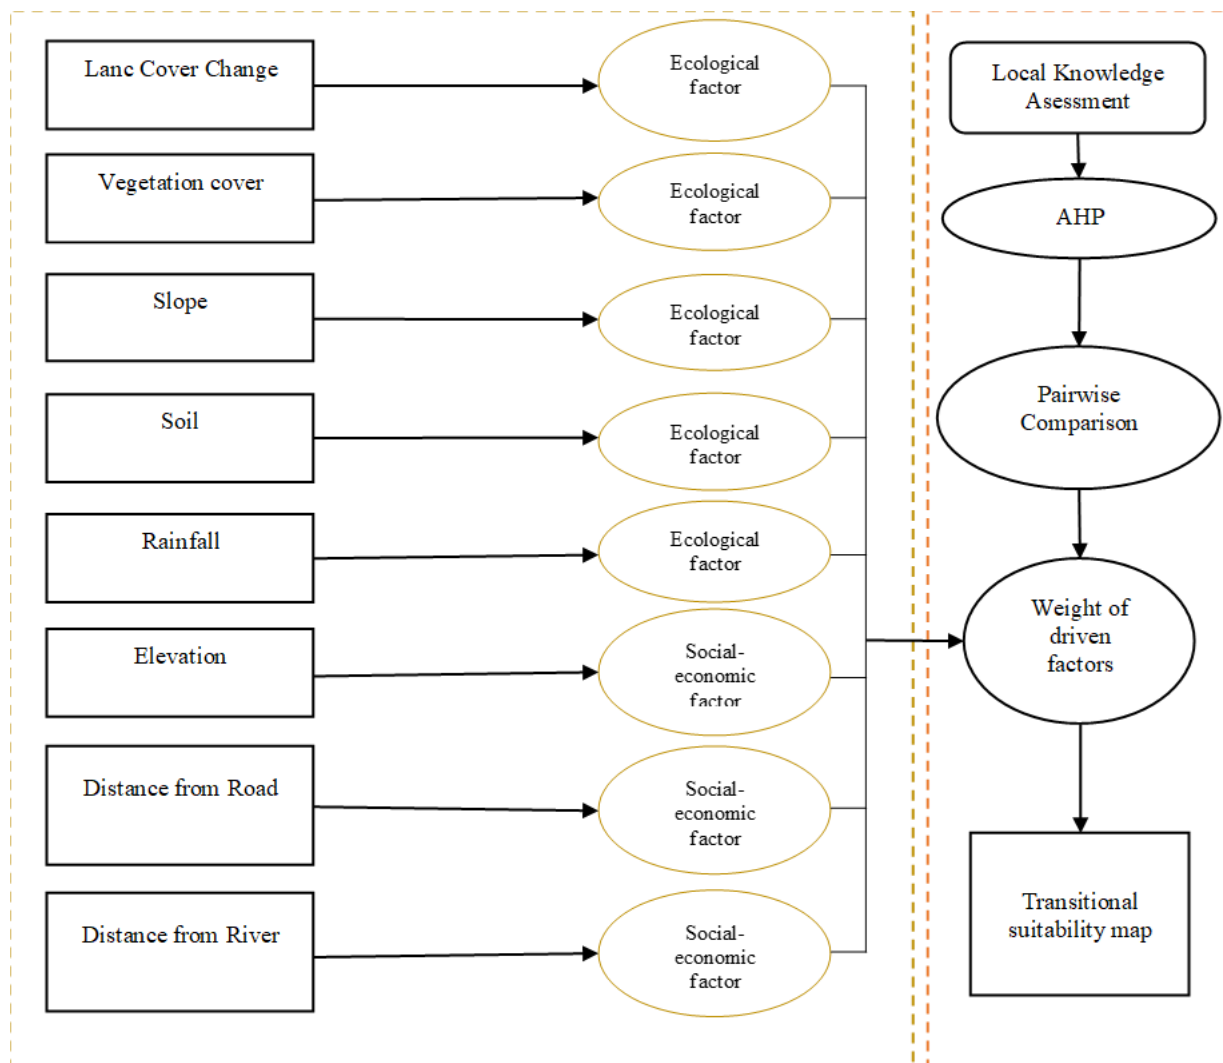 Lanc Cover Change
Ecological
factor
Vegetation cover
Ecological
factor
Slope
Ecological
factor
Soil
Ecological
factor
Rainfall
Ecological
factor
Elevation
Social-
economic
factor
Distance from Road
Social-
economic
factor
Distance from River
Social-
economic
factor
Local Knowledge
Asessment
AHP
Pairwise
Comparison
Weight of
driven
factors
Transitional
suitability map